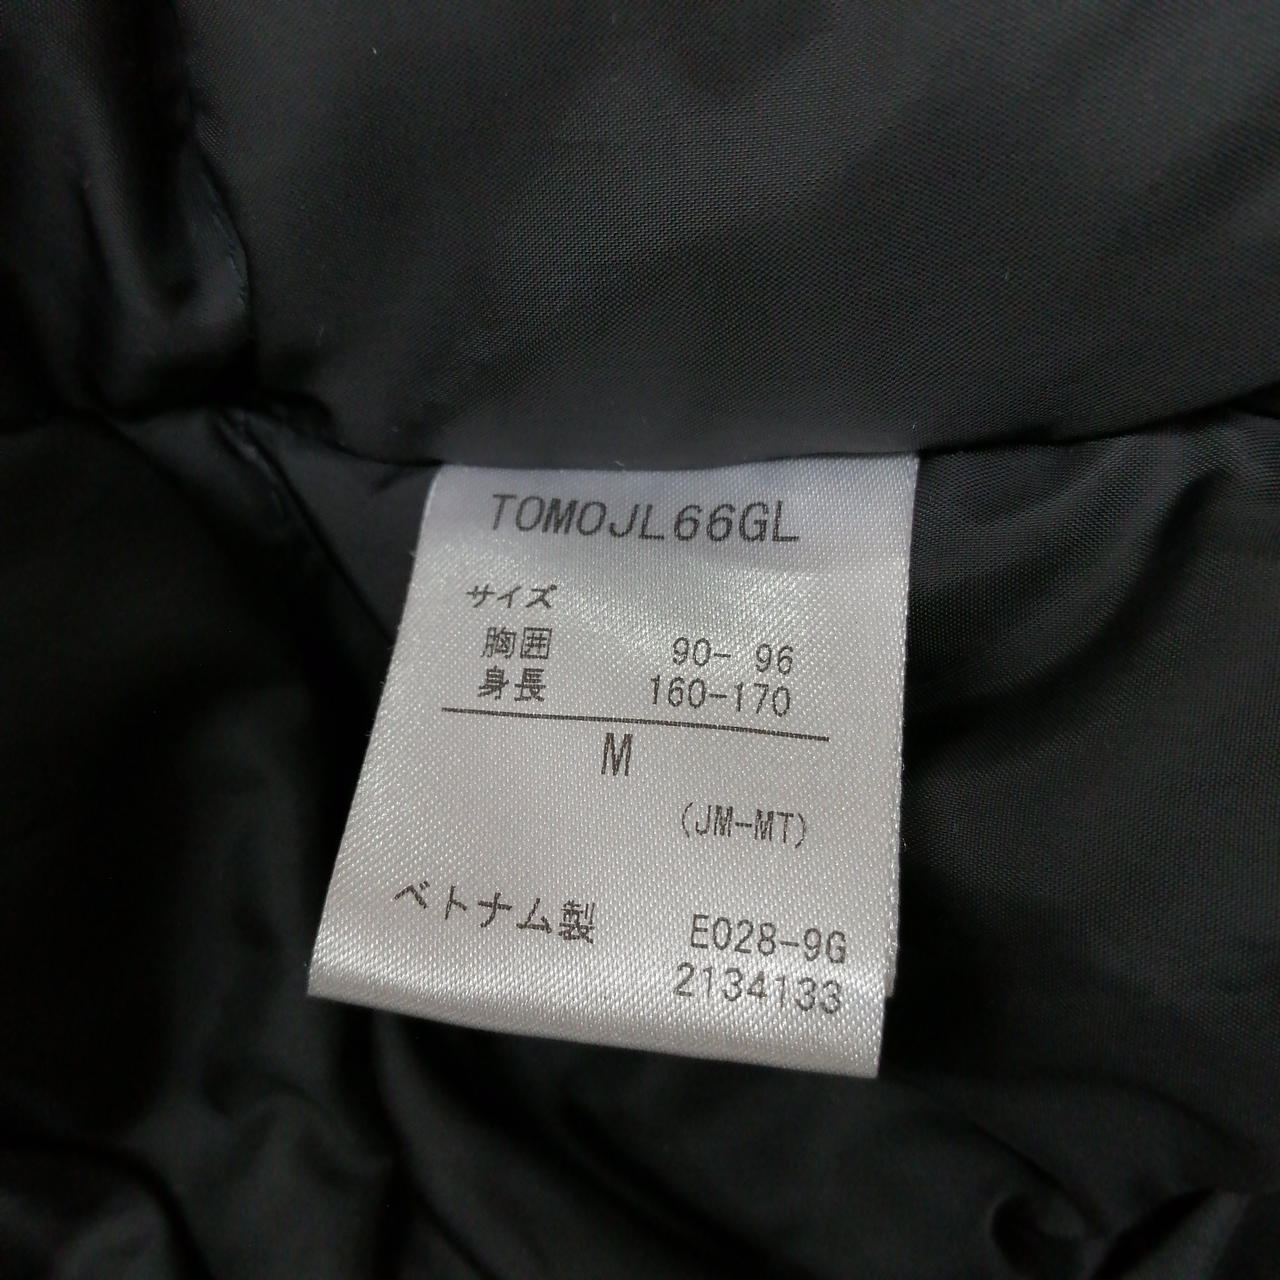 TOMOJL66GL
サイズ
胸囲 90- 96
身長 160-170
M
(JM-MT)
ベトナム製 E028-9G
2134133